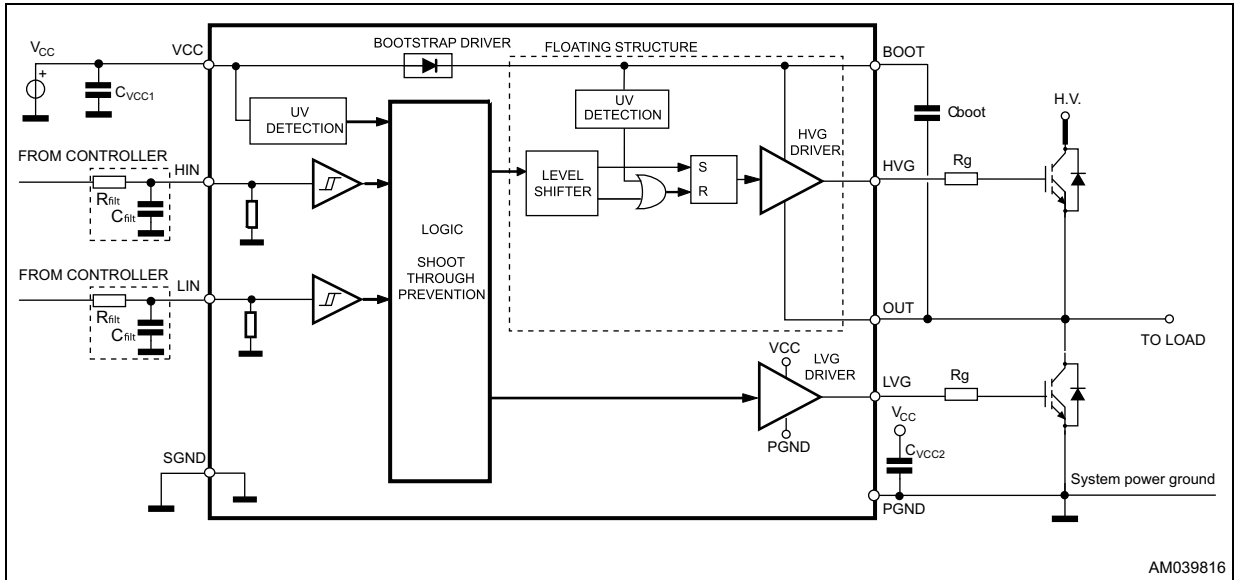 VCC
VCC
BOOTSTRAP DRIVER
FLOATING STRUCTURE
BOOT
+
CVCC1
UV
DETECTION
UV
DETECTION
Cboot
H.V.
FROM CONTROLLER
HIN
Rfilt
Cfilt
LEVEL
SHIFTER
S
R
HVG
DRIVER
HVG
Rg
LOGIC
SHOOT
THROUGH
PREVENTION
FROM CONTROLLER
LIN
Rfilt
Cfilt
OUT
TO LOAD
VCC
LVG
DRIVER
LVG
Rg
PGND
VCC
CVCC2
SGND
System power ground
PGND
AM039816